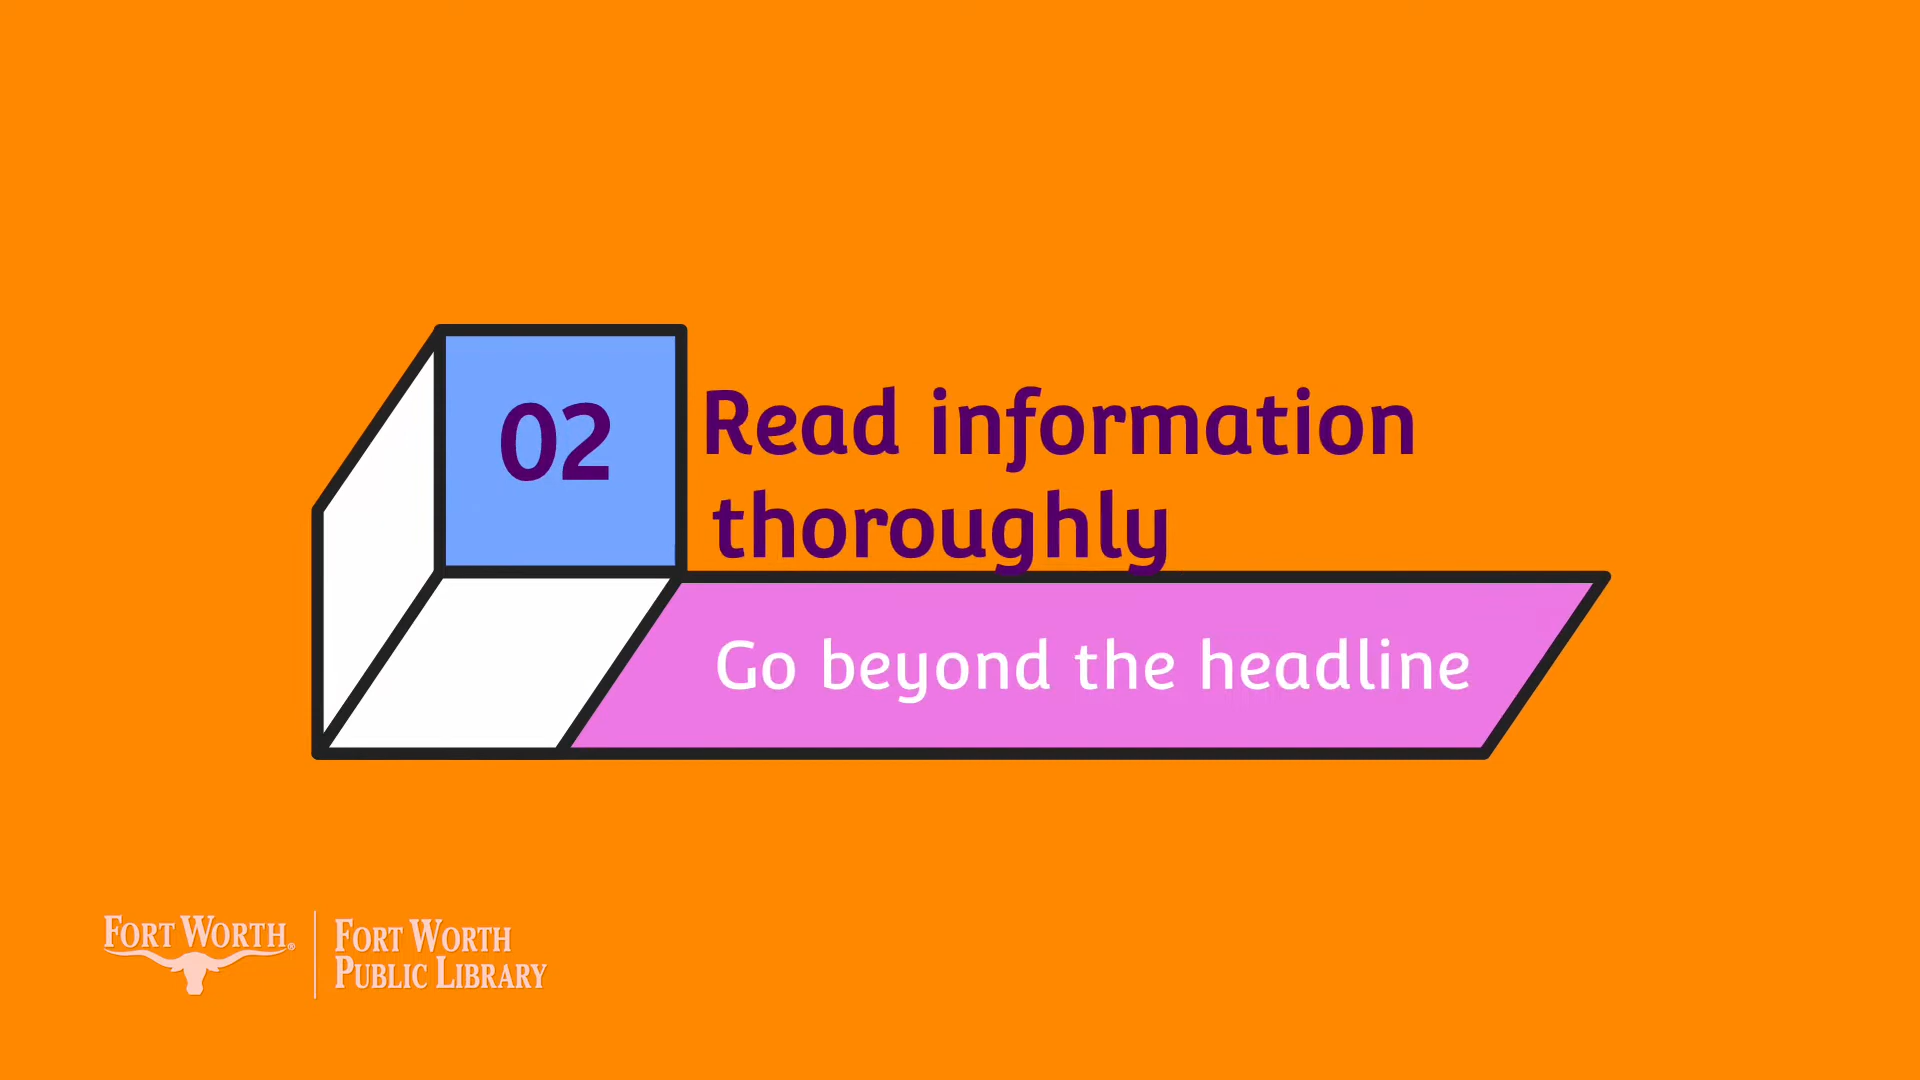 02
Read information
thoroughly
Go beyond the headline
FORT WORTH®
FORT WORTH
PUBLIC LIBRARY